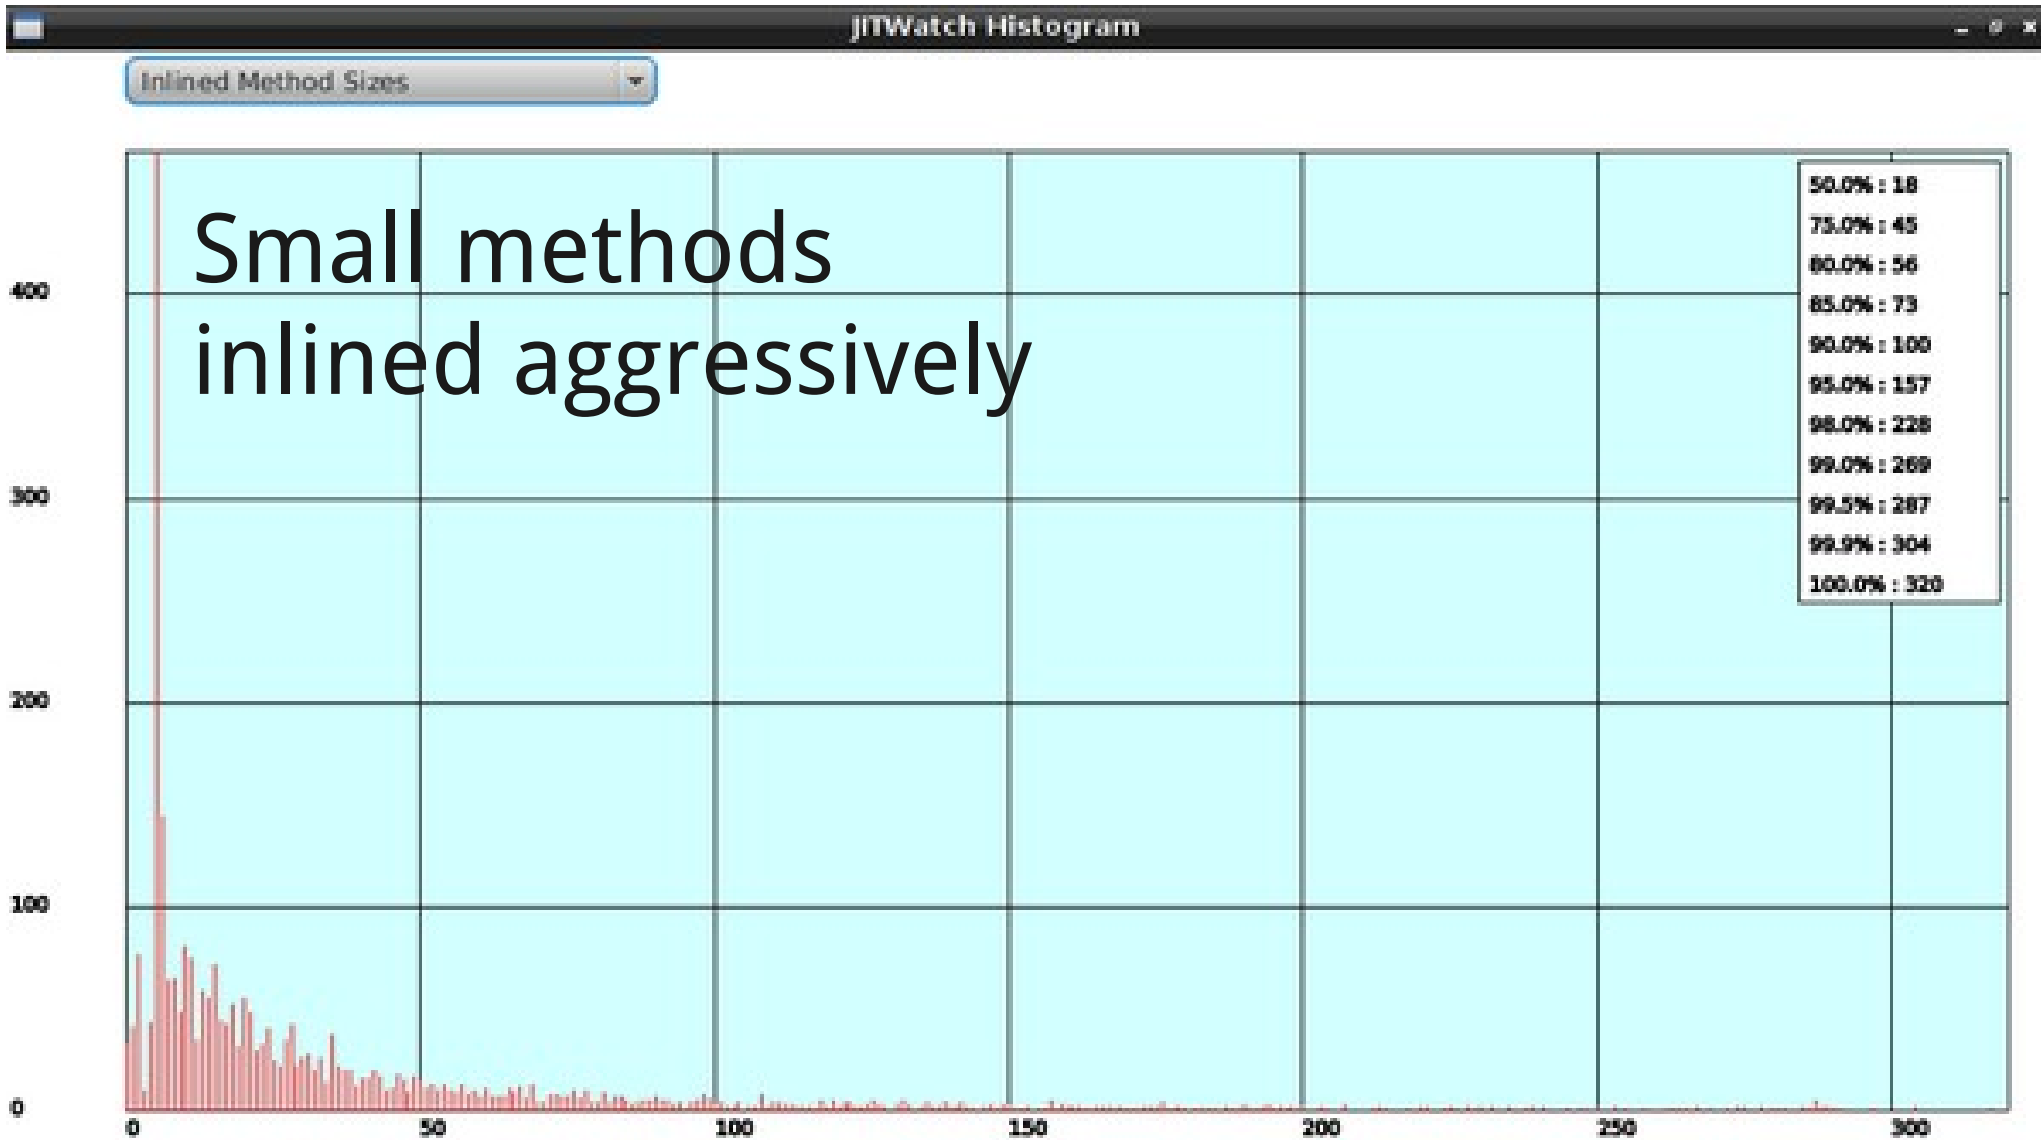 JITWatch Histogram
Inlined Method Sizes
Small methods
inlined aggressively
50.0% : 18
75.0% : 45
80.0% : 56
85.0% : 73
90.0% : 100
95.0% : 157
98.0% : 228
99.0% : 269
99.5% : 287
99.9% : 304
100.0% : 320
400
300
200
100
0
0 50 100 150 200 250 300